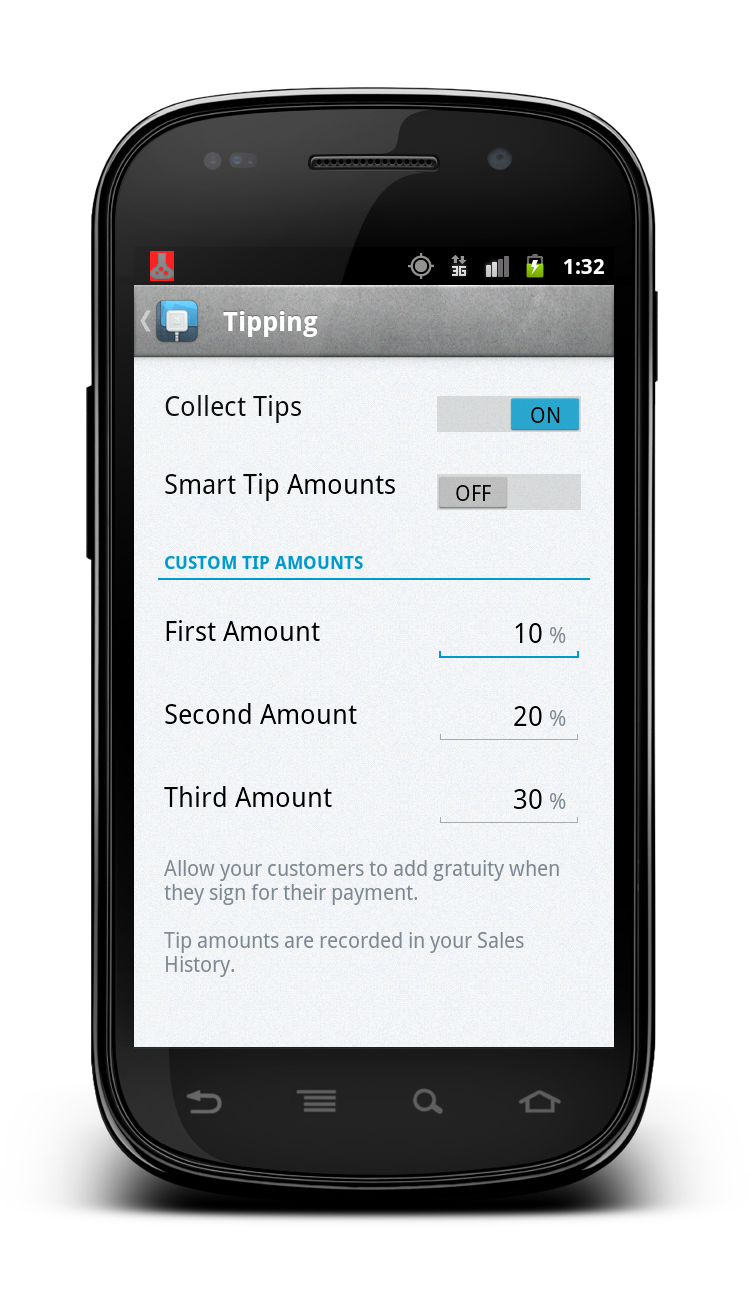 3G
1:32
Tipping
Collect Tips
ON
Smart Tip Amounts
OFF
CUSTOM TIP AMOUNTS
First Amount
10 %
Second Amount
20 %
Third Amount
30 %
Allow your customers to add gratuity when
they sign for their payment.
Tip amounts are recorded in your Sales
History.